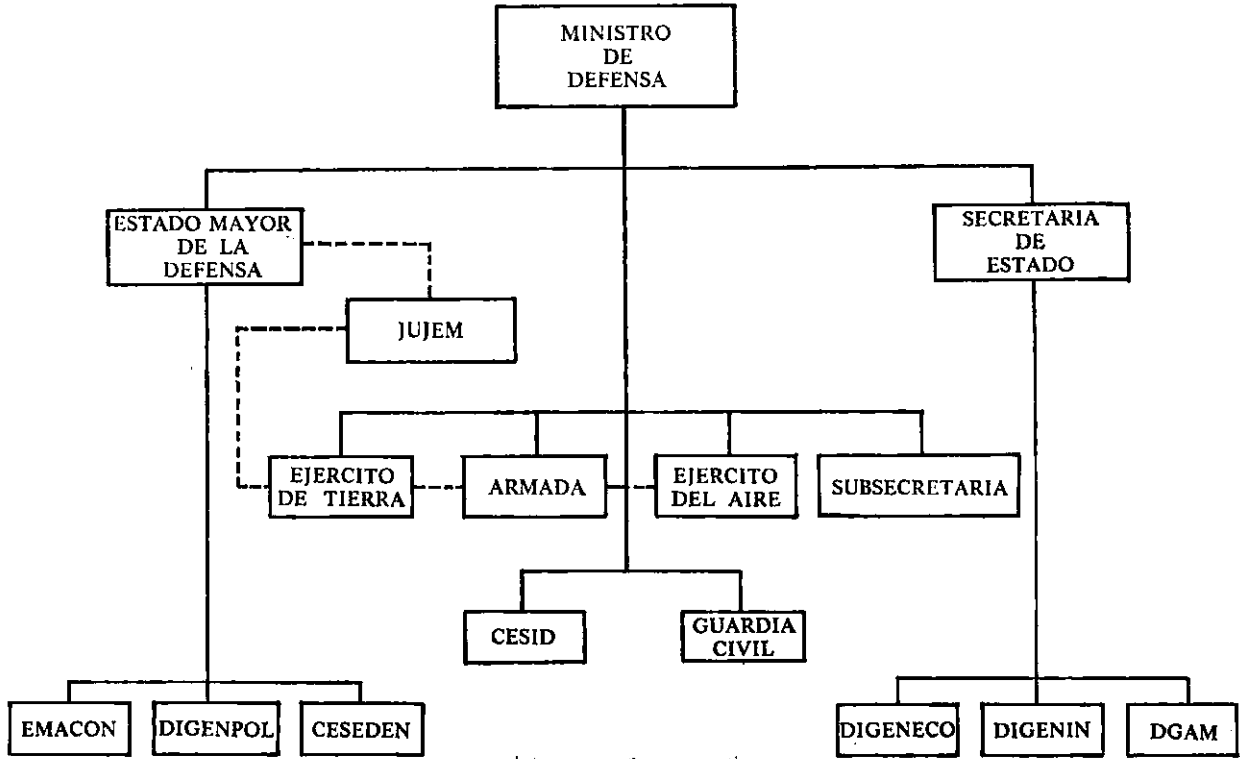 MINISTRO
DE
DEFENSA
ESTADO MAYOR
DE LA
DEFENSA
SECRETARIA
DE
ESTADO
JUJEM
EJERCITO
DE TIERRA
ARMADA
EJERCITO
DEL AIRE
SUBSECRETARIA
CESID
GUARDIA
CIVIL
EMACON
DIGENPOL
CESEDEN
DIGENECO
DIGENIN
DGAM